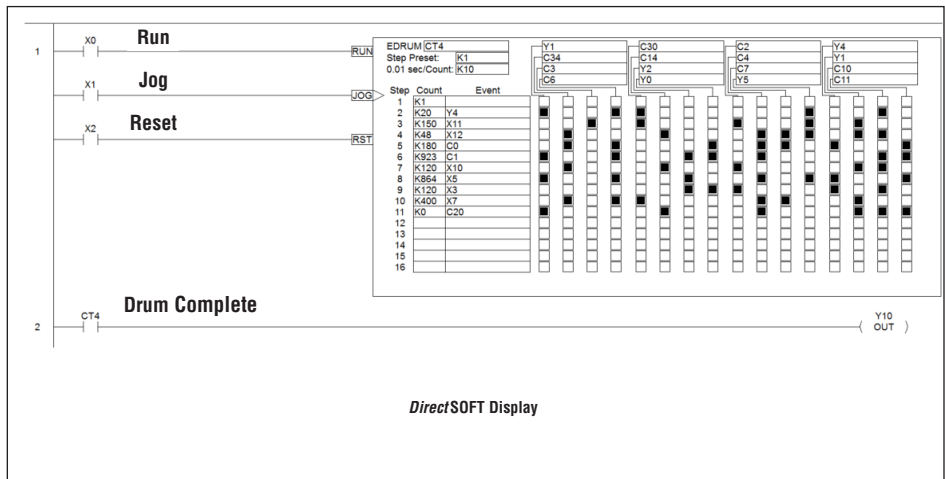 1
X0
Run
RUN
X1
Jog
JOG
X2
Reset
RST
EDRUM CT4
Step Preset: K1
0.01 sec/Count: K10
Y1
C34
C3
C6
C30
C14
Y2
Y0
C2
C4
C7
Y5
Y4
Y1
C10
C11
Step Count Event
1 K1
2 K20 Y4
3 K150 X11
4 K48 X12
5 K180 C0
6 K923 C1
7 K120 X10
8 K864 X5
9 K120 X3
10 K400 X7
11 K0 C20
12
13
14
15
16
2
CT4
Drum Complete
Y10
( OUT )
DirectSOFT Display